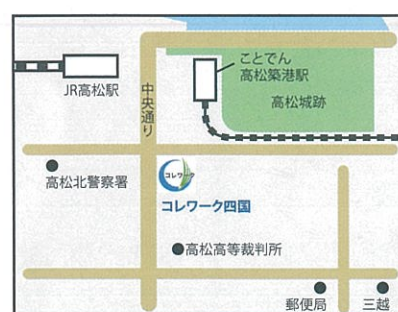 ことでん
高松築港駅
JR高松駅
中央通り
高松城跡
高松北警察署
コレワーク
コレワーク四国
高松高等裁判所
郵便局
三越